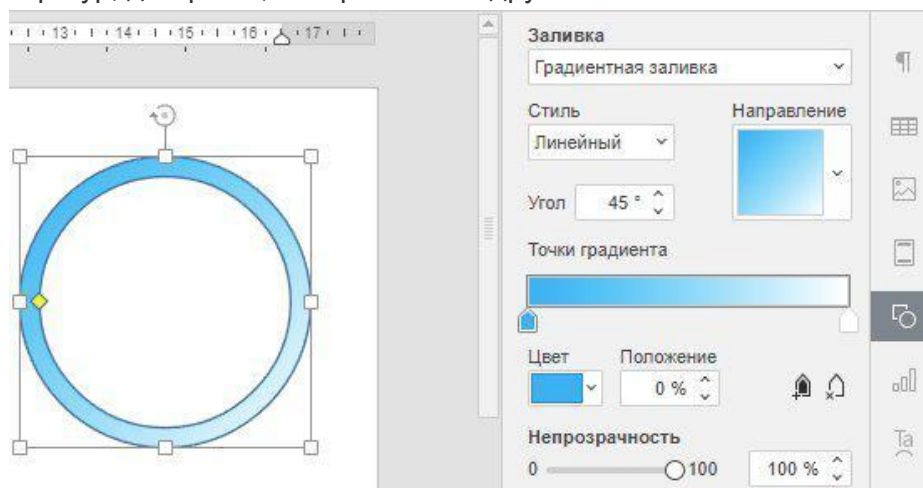 13 14 15 16 17
Заливка
Градиентная заливка
Стиль Направление
Линейный
Угол 45 °
Точки градиента
Цвет Положение
0 %
Непрозрачность
0 100 100 %
Ta